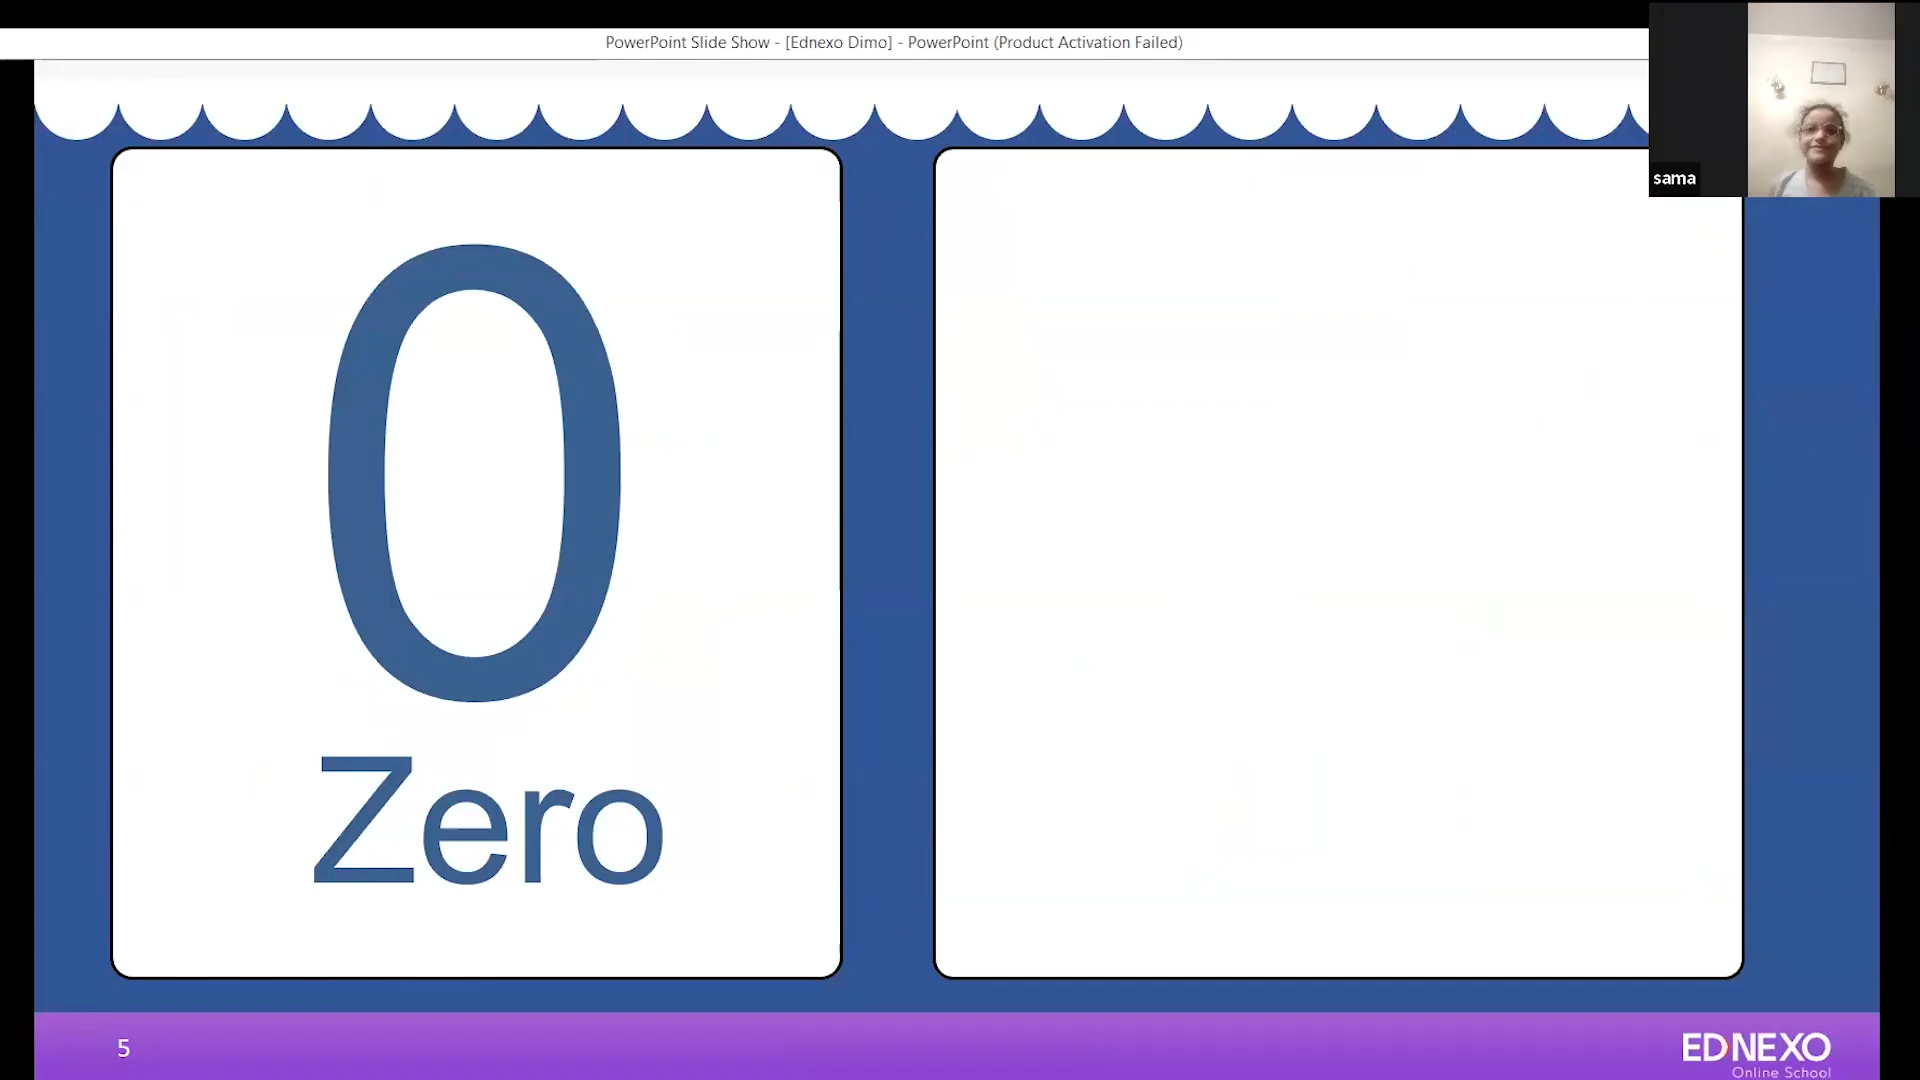 PowerPoint Slide Show - [Ednexo Dimo] - PowerPoint (Product Activation Failed)
sama
0
Zero
5
EDNEXO
Online School